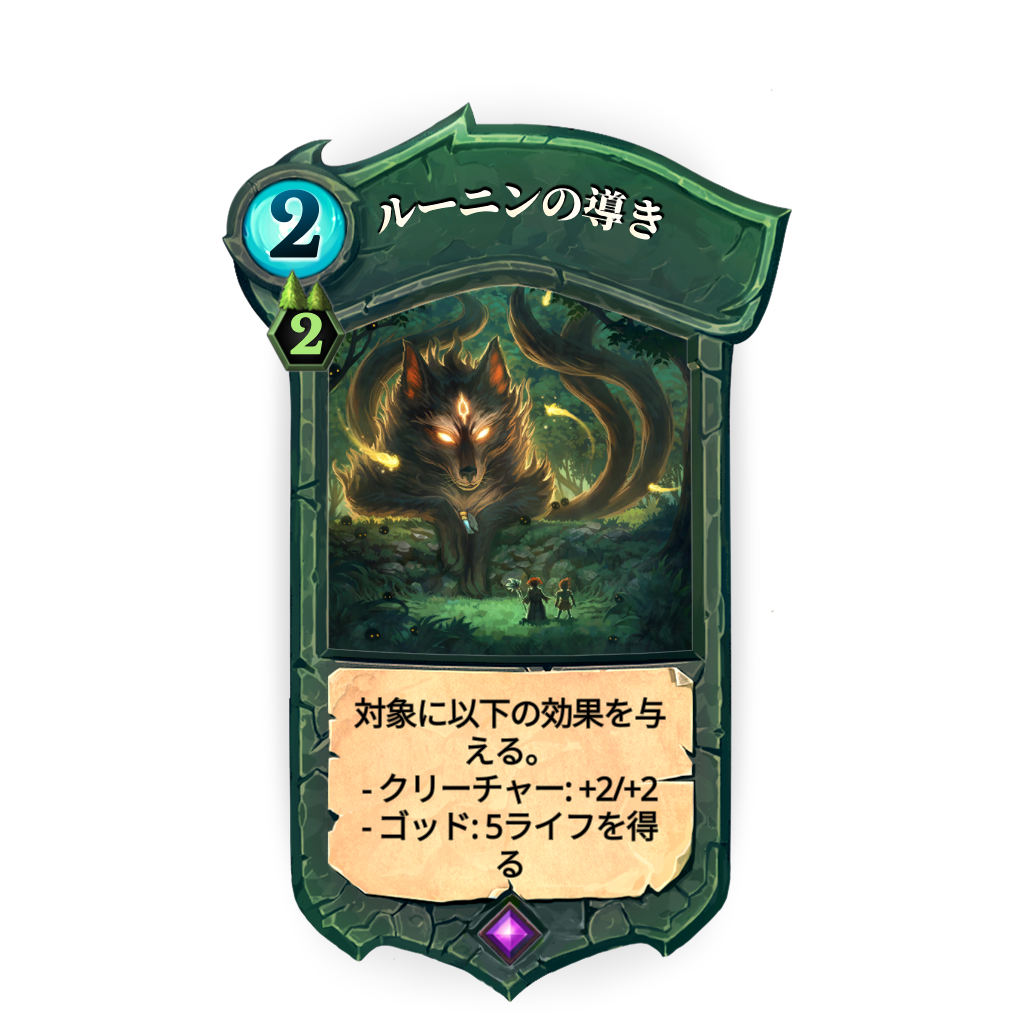 2
ルーニンの導き
2
対象に以下の効果を与
える。
- クリーチャー: +2/+2
- ゴッド: 5ライフを得
る